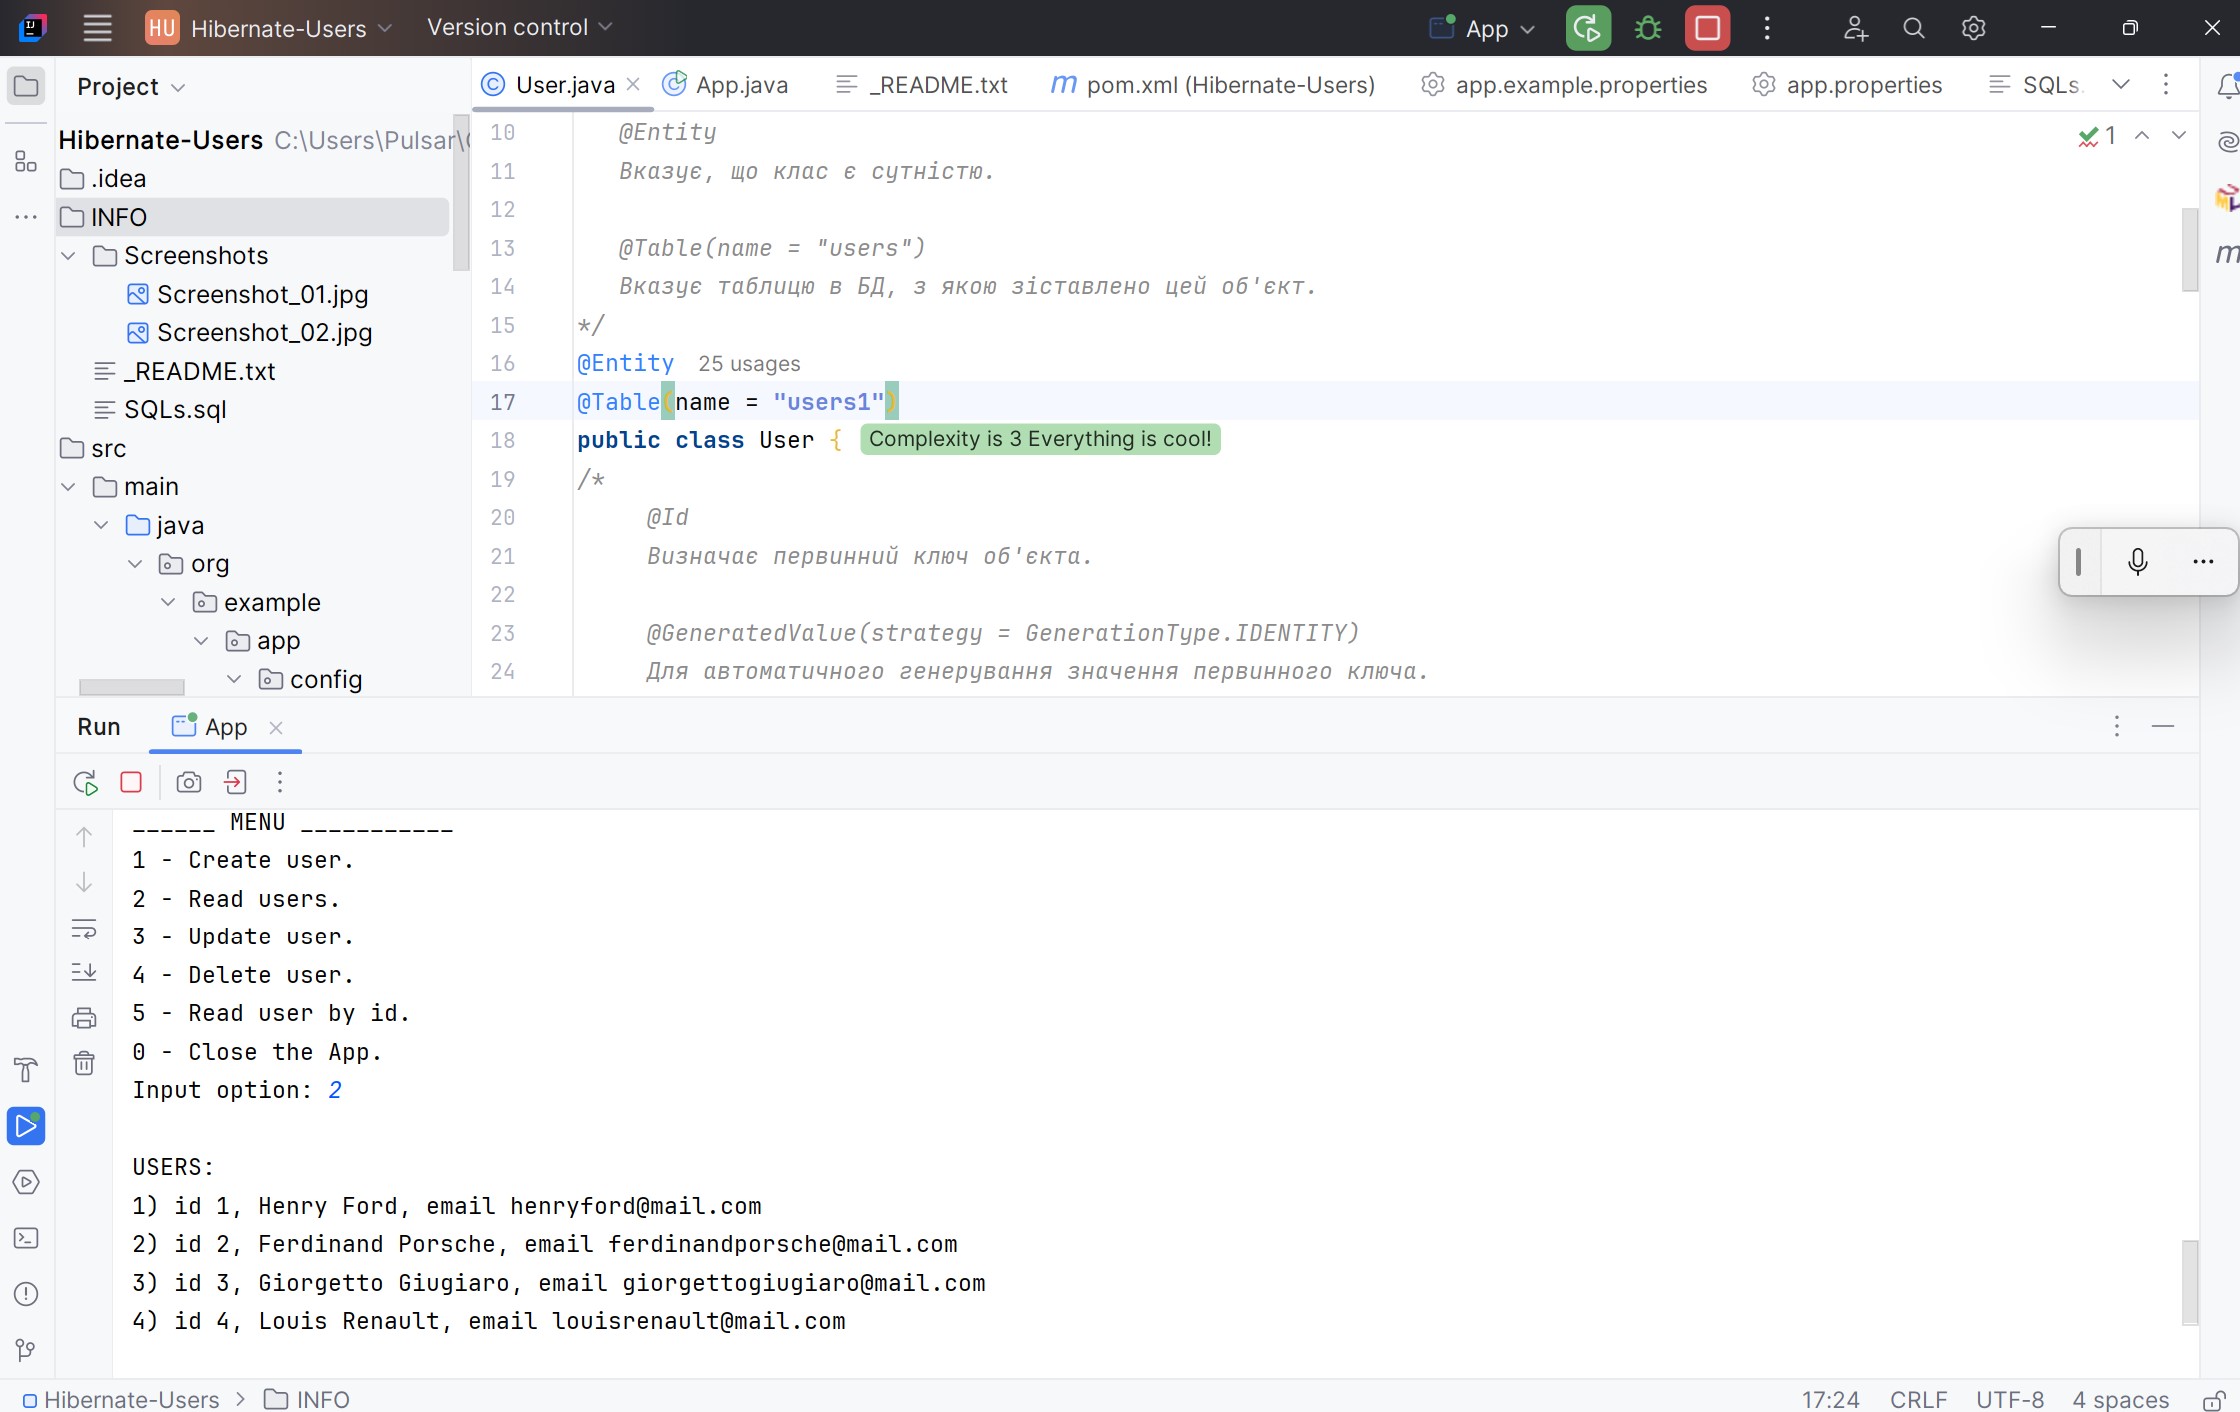 HU Hibernate-Users Version control App
Project
User.java App.java _README.txt pom.xml (Hibernate-Users) app.example.properties app.properties SQLs.
Hibernate-Users C:\Users\Pulsar\
.idea
INFO
Screenshots
Screenshot_01.jpg
Screenshot_02.jpg
_README.txt
SQLs.sql
src
main
java
org
example
app
config
10 @Entity
11 Вказує, що клас є сутністю.
12
13 @Table(name = "users")
14 Вказує таблицю в БД, з якою зіставлено цей об'єкт.
15 */
16 @Entity 25 usages
17 @Table(name = "users1")
18 public class User { Complexity is 3 Everything is cool!
19 /*
20 @Id
21 Визначає первинний ключ об'єкта.
22
23 @GeneratedValue(strategy = GenerationType.IDENTITY)
24 Для автоматичного генерування значення первинного ключа.
1
Run App
______ MENU ___________
1 - Create user.
2 - Read users.
3 - Update user.
4 - Delete user.
5 - Read user by id.
0 - Close the App.
Input option: 2
USERS:
1) id 1, Henry Ford, email henryford@mail.com
2) id 2, Ferdinand Porsche, email ferdinandporsche@mail.com
3) id 3, Giorgetto Giugiaro, email giorgettogiugiaro@mail.com
4) id 4, Louis Renault, email louisrenault@mail.com
Hibernate-Users > INFO
17:24 CRLF UTF-8 4 spaces